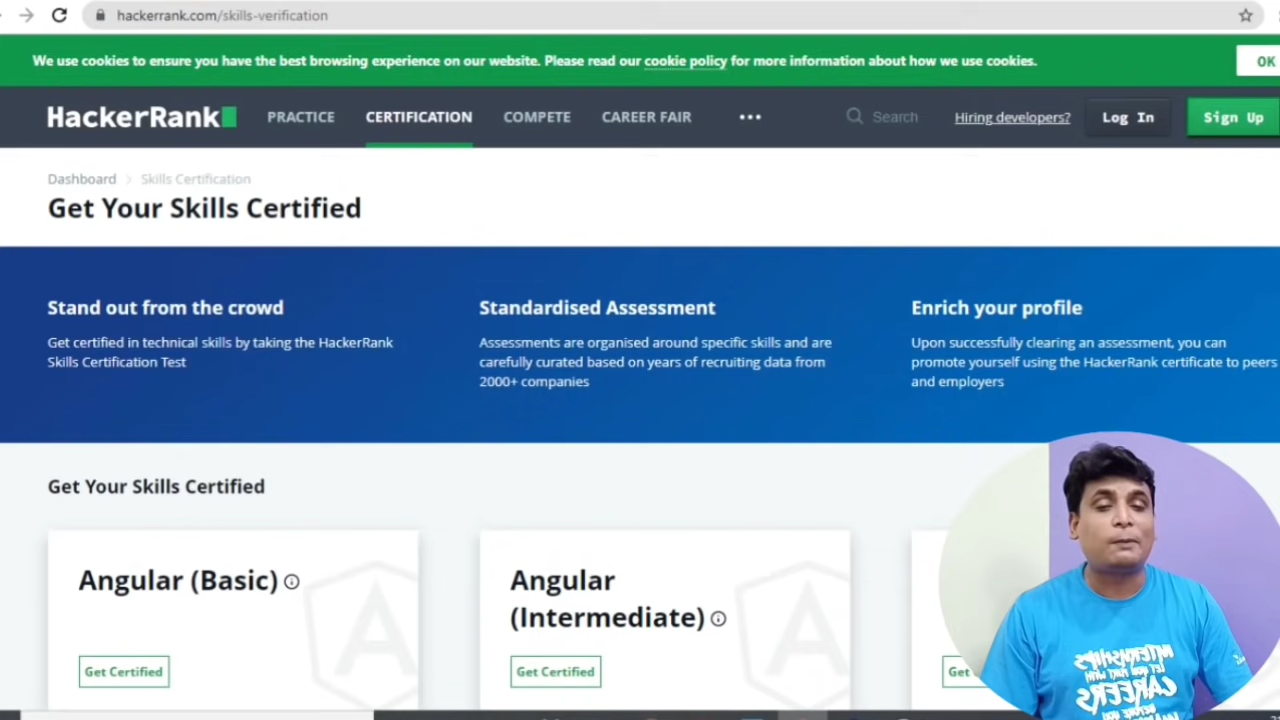 hackerrank.com/skills-verification
We use cookies to ensure you have the best browsing experience on our website. Please read our cookie policy for more information about how we use cookies.
OK
HackerRank PRACTICE CERTIFICATION COMPETE CAREER FAIR ••• Search Hiring developers? Log In Sign Up
Dashboard > Skills Certification
Get Your Skills Certified
Stand out from the crowd
Get certified in technical skills by taking the HackerRank
Skills Certification Test
Standardised Assessment
Assessments are organised around specific skills and are
carefully curated based on years of recruiting data from
2000+ companies
Enrich your profile
Upon successfully clearing an assessment, you can
promote yourself using the HackerRank certificate to peers
and employers
Get Your Skills Certified
Angular (Basic)
Get Certified
Angular
(Intermediate)
Get Certified
INTERNSHIPS
CAREERS